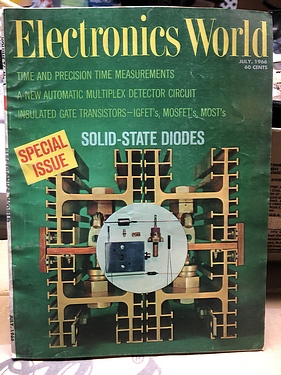 Electronics World
JULY, 1966
60 CENTS
TIME AND PRECISION TIME MEASUREMENTS
A NEW AUTOMATIC MULTIPLEX DETECTOR CIRCUIT
INSULATED GATE TRANSISTORS—IGFET's, MOSFET's, MOST's
SPECIAL
ISSUE
SOLID-STATE DIODES